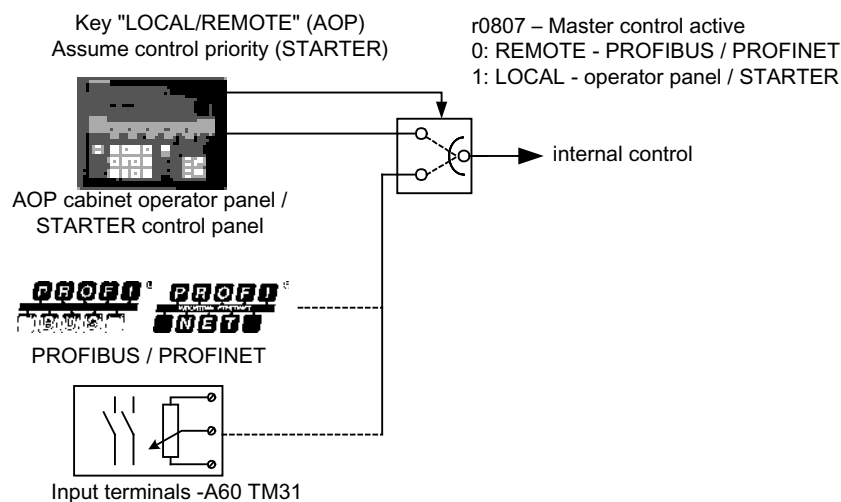 Key "LOCAL/REMOTE" (AOP)
Assume control priority (STARTER)
r0807 – Master control active
0: REMOTE - PROFIBUS / PROFINET
1: LOCAL - operator panel / STARTER
internal control
AOP cabinet operator panel /
STARTER control panel
PROFI
BUS
PROFI
NET
PROFIBUS / PROFINET
Input terminals -A60 TM31